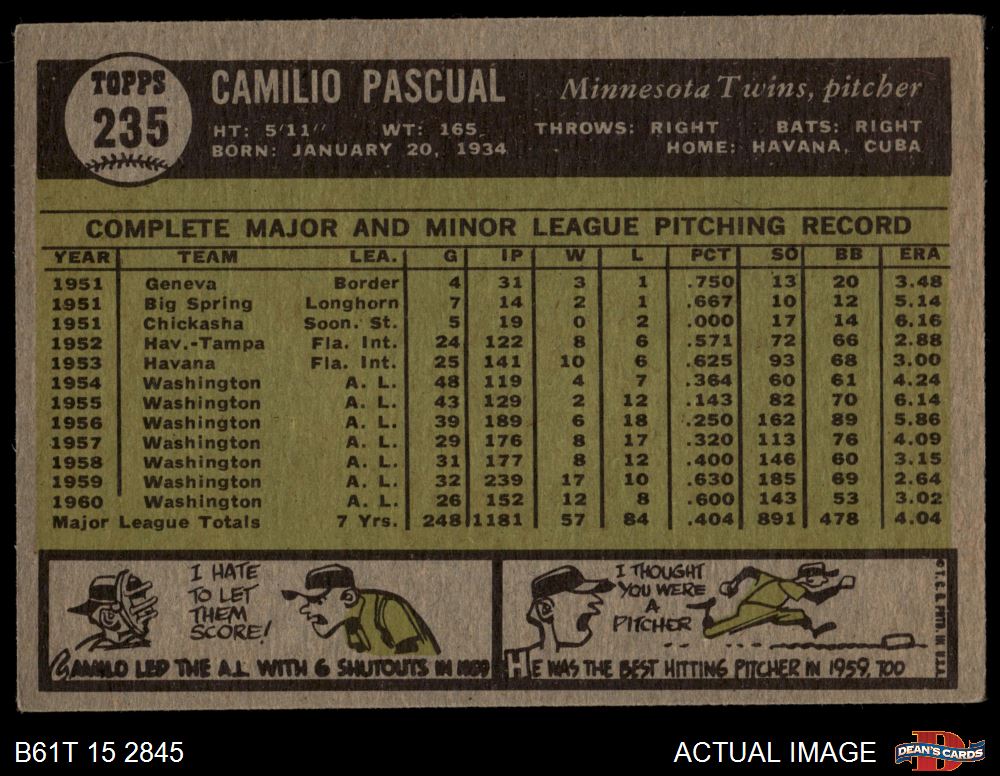 TOPPS
235
CAMILIO PASCUAL
Minnesota Twins, pitcher
HT: 5'11" WT: 165 THROWS: RIGHT BATS: RIGHT
BORN: JANUARY 20, 1934 HOME: HAVANA, CUBA
COMPLETE MAJOR AND MINOR LEAGUE PITCHING RECORD
YEAR TEAM LEA. G IP W L PCT SO BB ERA
1951 Geneva Border 4 31 3 1 .750 13 20 3.48
1951 Big Spring Longhorn 7 14 2 1 .667 10 12 5.14
1951 Chickasha Soon. St. 5 19 0 2 .000 17 14 6.16
1952 Hav.-Tampa Fla. Int. 24 122 8 6 .571 72 66 2.88
1953 Havana Fla. Int. 25 141 10 6 .625 93 68 3.00
1954 Washington A. L. 48 119 4 7 .364 60 61 4.24
1955 Washington A. L. 43 129 2 12 .143 82 70 6.14
1956 Washington A. L. 39 189 6 18 .250 162 89 5.86
1957 Washington A. L. 29 176 8 17 .320 113 76 4.09
1958 Washington A. L. 31 177 8 12 .400 146 60 3.15
1959 Washington A. L. 32 239 17 10 .630 185 69 2.64
1960 Washington A. L. 26 152 12 8 .600 143 53 3.02
Major League Totals 7 Yrs. 248 1181 57 84 .404 891 478 4.04
I HATE
TO LET
THEM
SCORE!
CAMILO LED THE A.L. WITH 6 SHUTOUTS IN 1959
I THOUGHT
YOU WERE
A
PITCHER
HE WAS THE BEST HITTING PITCHER IN 1959, TOO
©T. C. G. PRTD. IN U.S.A.
B61T 15 2845
ACTUAL IMAGE
DEAN'S CARDS